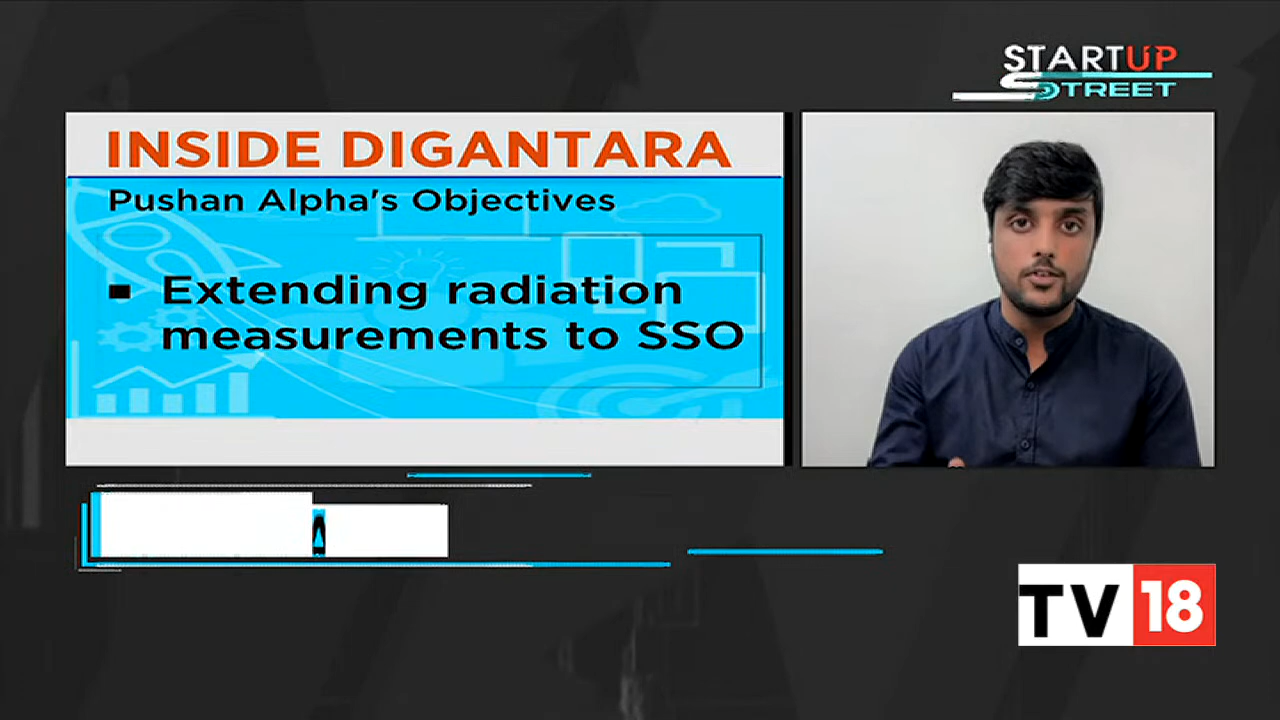 STARTUP
STREET
INSIDE DIGANTARA
Pushan Alpha's Objectives
▪ Extending radiation
measurements to SSO
TV18